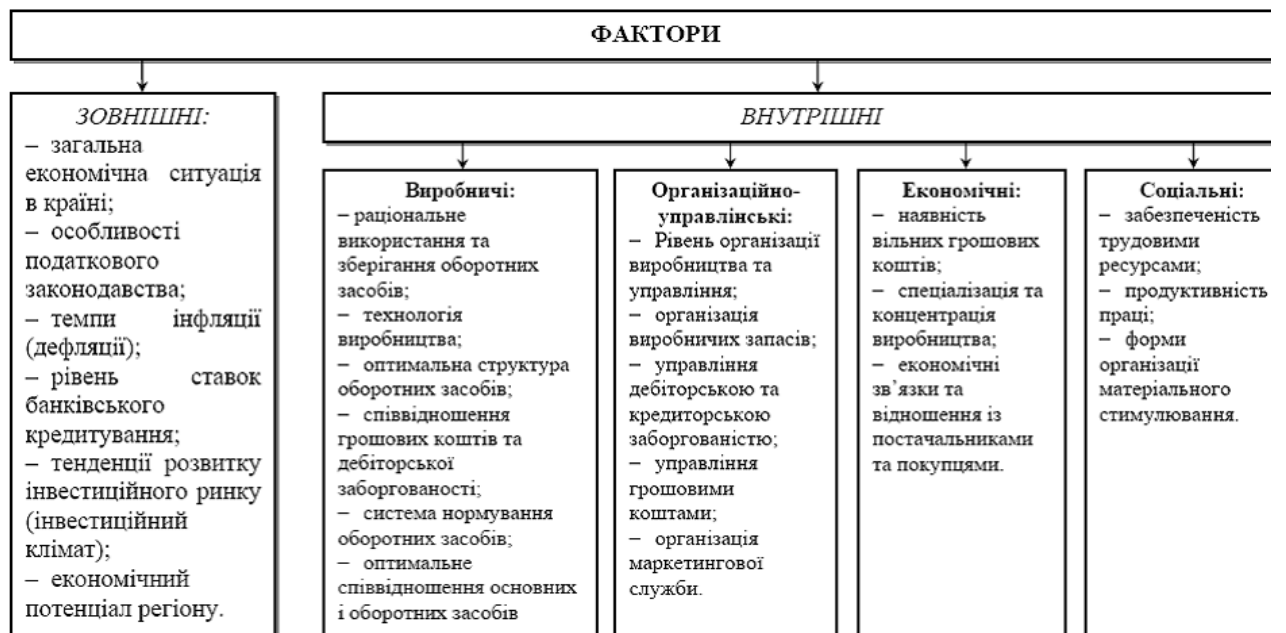 ФАКТОРИ
ЗОВНІШНІ:
– загальна
економічна ситуація
в країні;
– особливості
податкового
законодавства;
– темпи інфляції
(дефляції);
– рівень ставок
банківського
кредитування;
– тенденції розвитку
інвестиційного ринку
(інвестиційний
клімат);
– економічний
потенціал регіону.
ВНУТРІШНІ
Виробничі:
– раціональне
використання та
зберігання оборотних
засобів;
– технологія
виробництва;
– оптимальна структура
оборотних засобів;
– співвідношення
грошових коштів та
дебіторської
заборгованості;
– система нормування
оборотних засобів;
– оптимальне
співвідношення основних
і оборотних засобів
Організаційно-
управлінські:
– Рівень організації
виробництва та
управління;
– організація
виробничих запасів;
– управління
дебіторською та
кредиторською
заборгованістю;
– управління
грошовими
коштами;
– організація
маркетингової
служби.
Економічні:
– наявність
вільних грошових
коштів;
– спеціалізація та
концентрація
виробництва;
– економічні
зв’язки та
відношення із
постачальниками
та покупцями.
Соціальні:
– забезпеченість
трудовими
ресурсами;
– продуктивність
праці;
– форми
організації
матеріального
стимулювання.